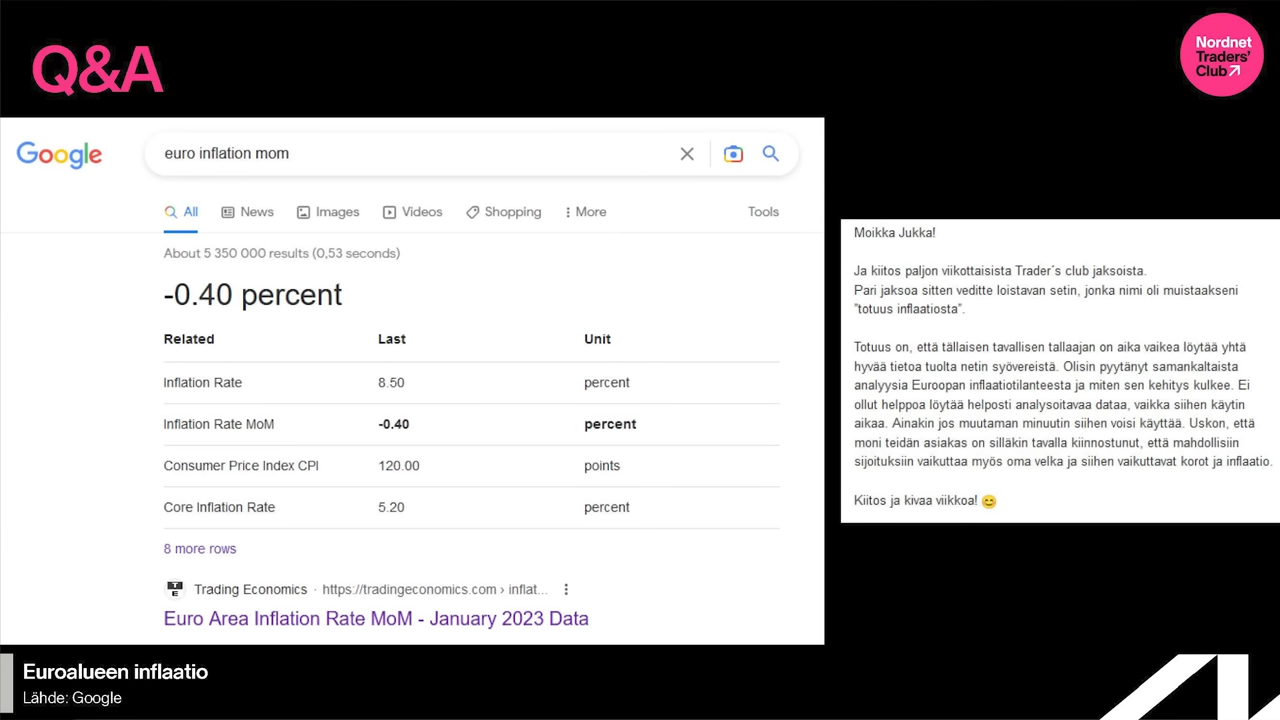 Q&A
Nordnet
Traders'
Club
Google
euro inflation mom
All
News
Images
Videos
Shopping
More
Tools
About 5 350 000 results (0,53 seconds)
-0.40 percent
Related Last Unit
Inflation Rate 8.50 percent
Inflation Rate MoM -0.40 percent
Consumer Price Index CPI 120.00 points
Core Inflation Rate 5.20 percent
8 more rows
Trading Economics · https://tradingeconomics.com › inflat...
Euro Area Inflation Rate MoM - January 2023 Data
Moikka Jukka!
Ja kiitos paljon viikottaisista Trader´s club jaksoista.
Pari jaksoa sitten veditte loistavan setin, jonka nimi oli muistaakseni
"totuus inflaatiosta".
Totuus on, että tällaisen tavallisen tallaajan on aika vaikea löytää yhtä
hyvää tietoa tuolta netin syövereistä. Olisin pyytänyt samankaltaista
analyysia Euroopan inflaatiotilanteesta ja miten sen kehitys kulkee. Ei
ollut helppoa löytää helposti analysoitavaa dataa, vaikka siihen käytin
aikaa. Ainakin jos muutaman minuutin siihen voisi käyttää. Uskon, että
moni teidän asiakas on silläkin tavalla kiinnostunut, että mahdollisiin
sijoituksiin vaikuttaa myös oma velka ja siihen vaikuttavat korot ja inflaatio.
Kiitos ja kivaa viikkoa! 😊
Euroalueen inflaatio
Lähde: Google